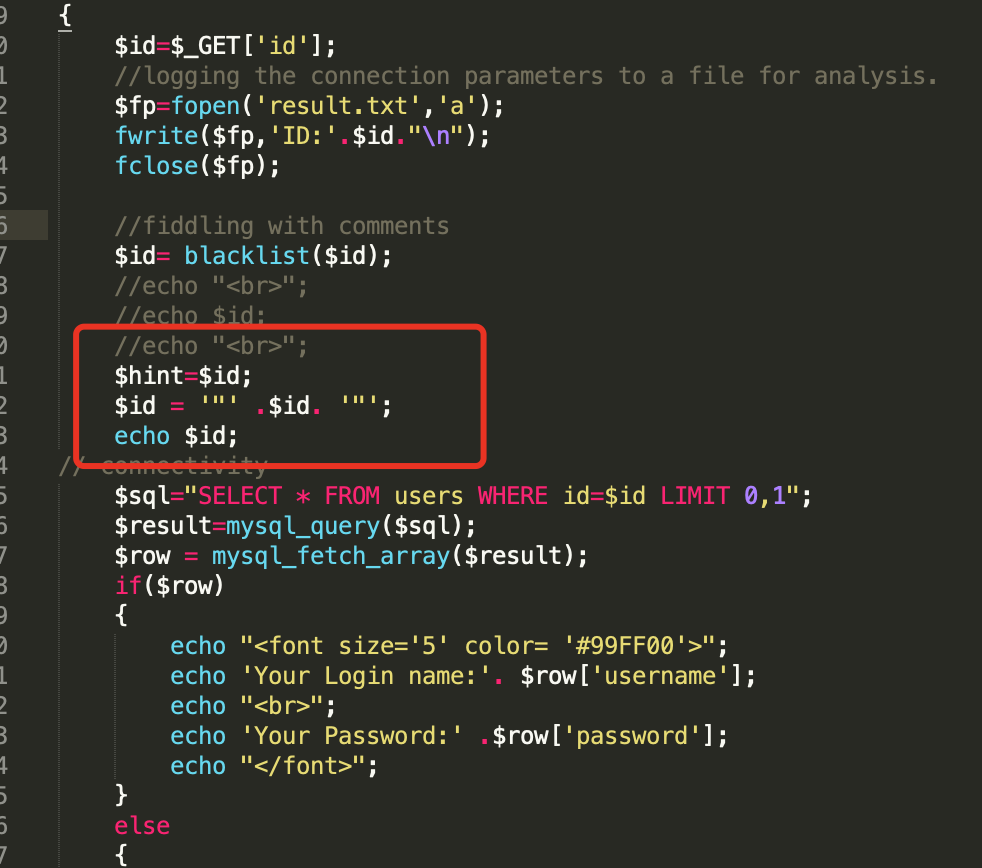 9 {
0 $id=$_GET['id'];
1 //logging the connection parameters to a file for analysis.
2 $fp=fopen('result.txt','a');
3 fwrite($fp,'ID:'.$id."\n");
4 fclose($fp);
5
6 //fiddling with comments
7 $id= blacklist($id);
8 //echo "<br>";
9 //echo $id;
0 //echo "<br>";
1 $hint=$id;
2 $id = '"' .$id. '"';
3 echo $id;
4 // connectivity
5 $sql="SELECT * FROM users WHERE id=$id LIMIT 0,1";
6 $result=mysql_query($sql);
7 $row = mysql_fetch_array($result);
8 if($row)
9 {
0 echo "<font size='5' color= '#99FF00'>";
1 echo 'Your Login name:'. $row['username'];
2 echo "<br>";
3 echo 'Your Password:' .$row['password'];
4 echo "</font>";
5 }
6 else
7 {